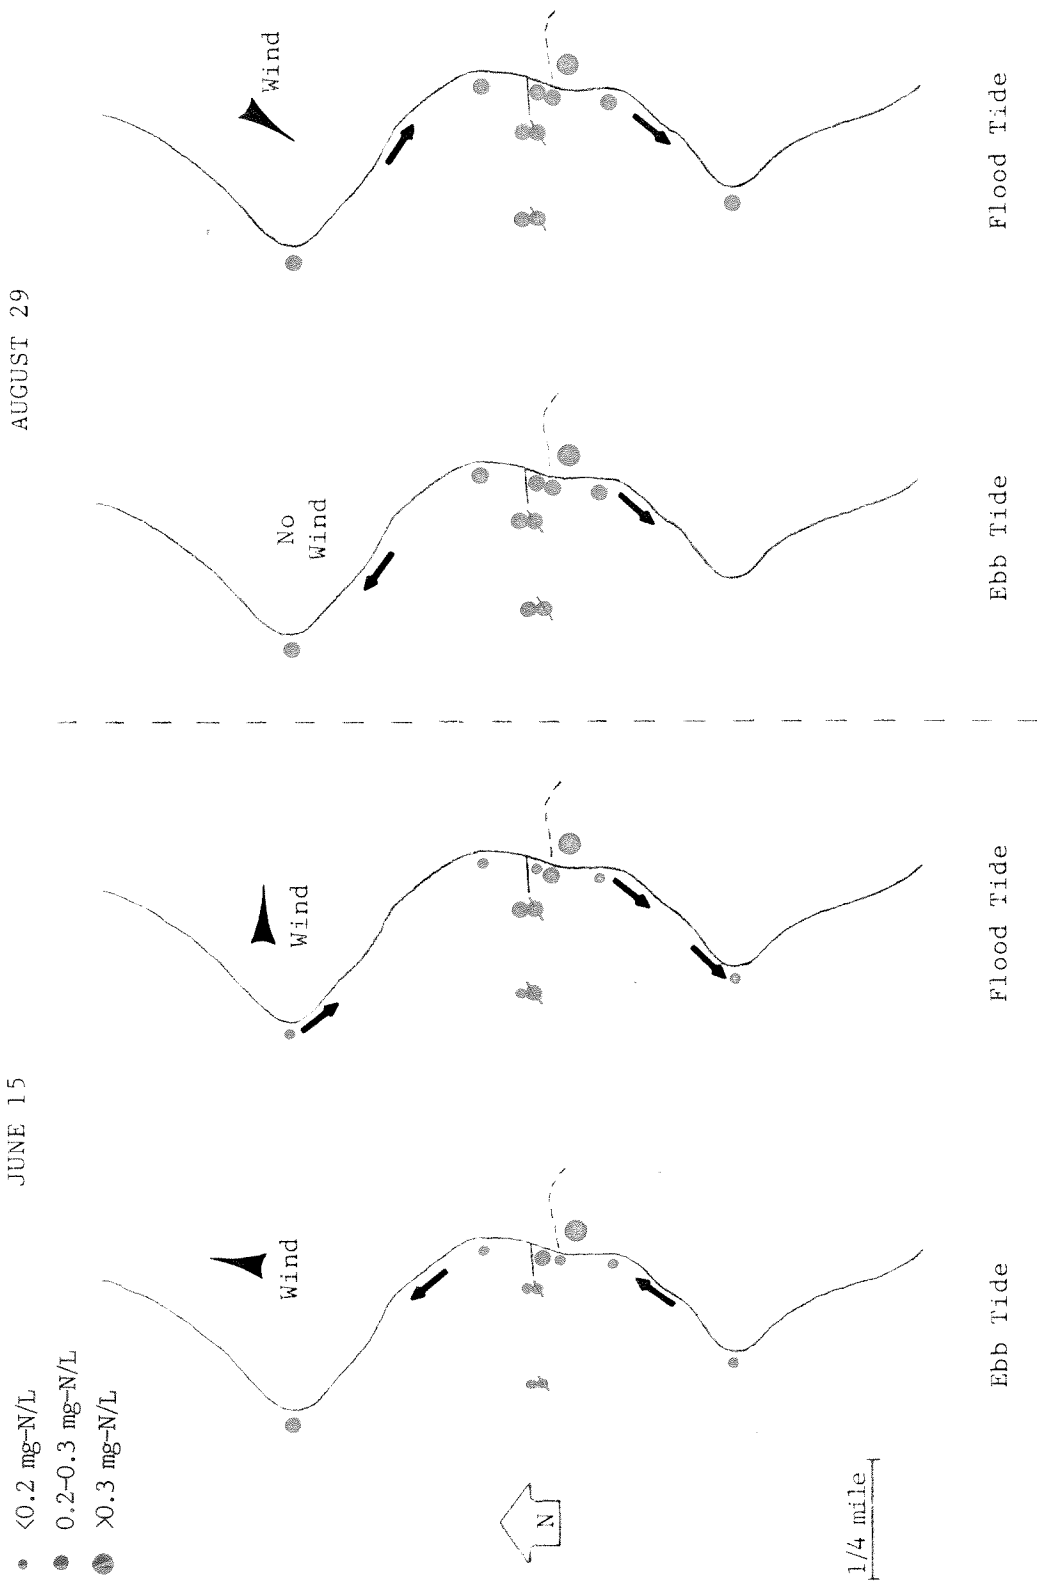 <0.2 mg-N/L
0.2-0.3 mg-N/L
>0.3 mg-N/L
JUNE 15
AUGUST 29
Wind
Wind
No
Wind
Wind
N
1/4 mile
Ebb Tide
Flood Tide
Ebb Tide
Flood Tide